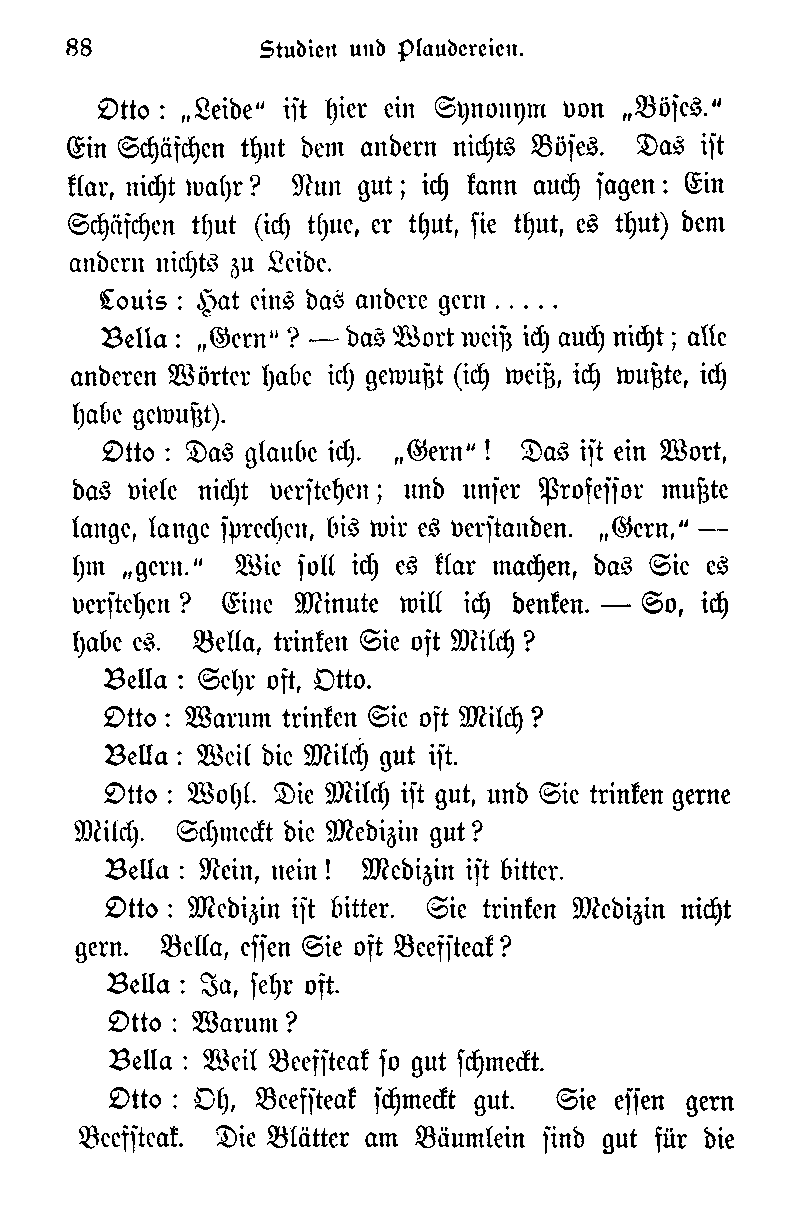 88 Studien und Plaudereien.
Otto : „Leide“ ist hier ein Synonym von „Böses.“
Ein Schäfchen thut dem andern nichts Böses. Das ist
klar, nicht wahr? Nun gut; ich kann auch sagen: Ein
Schäfchen thut (ich thue, er thut, sie thut, es thut) dem
andern nichts zu Leide.
Louis : Hat eins das andere gern .....
Bella : „Gern“? — das Wort weiß ich auch nicht; alle
anderen Wörter habe ich gewußt (ich weiß, ich wußte, ich
habe gewußt).
Otto : Das glaube ich. „Gern“! Das ist ein Wort,
das viele nicht verstehen; und unser Professor mußte
lange, lange sprechen, bis wir es verstanden. „Gern,“ —
hm „gern.“ Wie soll ich es klar machen, das Sie es
verstehen? Eine Minute will ich denken. — So, ich
habe es. Bella, trinken Sie oft Milch?
Bella : Sehr oft, Otto.
Otto : Warum trinken Sie oft Milch?
Bella : Weil die Milch gut ist.
Otto : Wohl. Die Milch ist gut, und Sie trinken gerne
Milch. Schmeckt die Medizin gut?
Bella : Nein, nein! Medizin ist bitter.
Otto : Medizin ist bitter. Sie trinken Medizin nicht
gern. Bella, essen Sie oft Beefsteak?
Bella : Ja, sehr oft.
Otto : Warum?
Bella : Weil Beefsteak so gut schmeckt.
Otto : Oh, Beefsteak schmeckt gut. Sie essen gern
Beefsteak. Die Blätter am Bäumlein sind gut für die